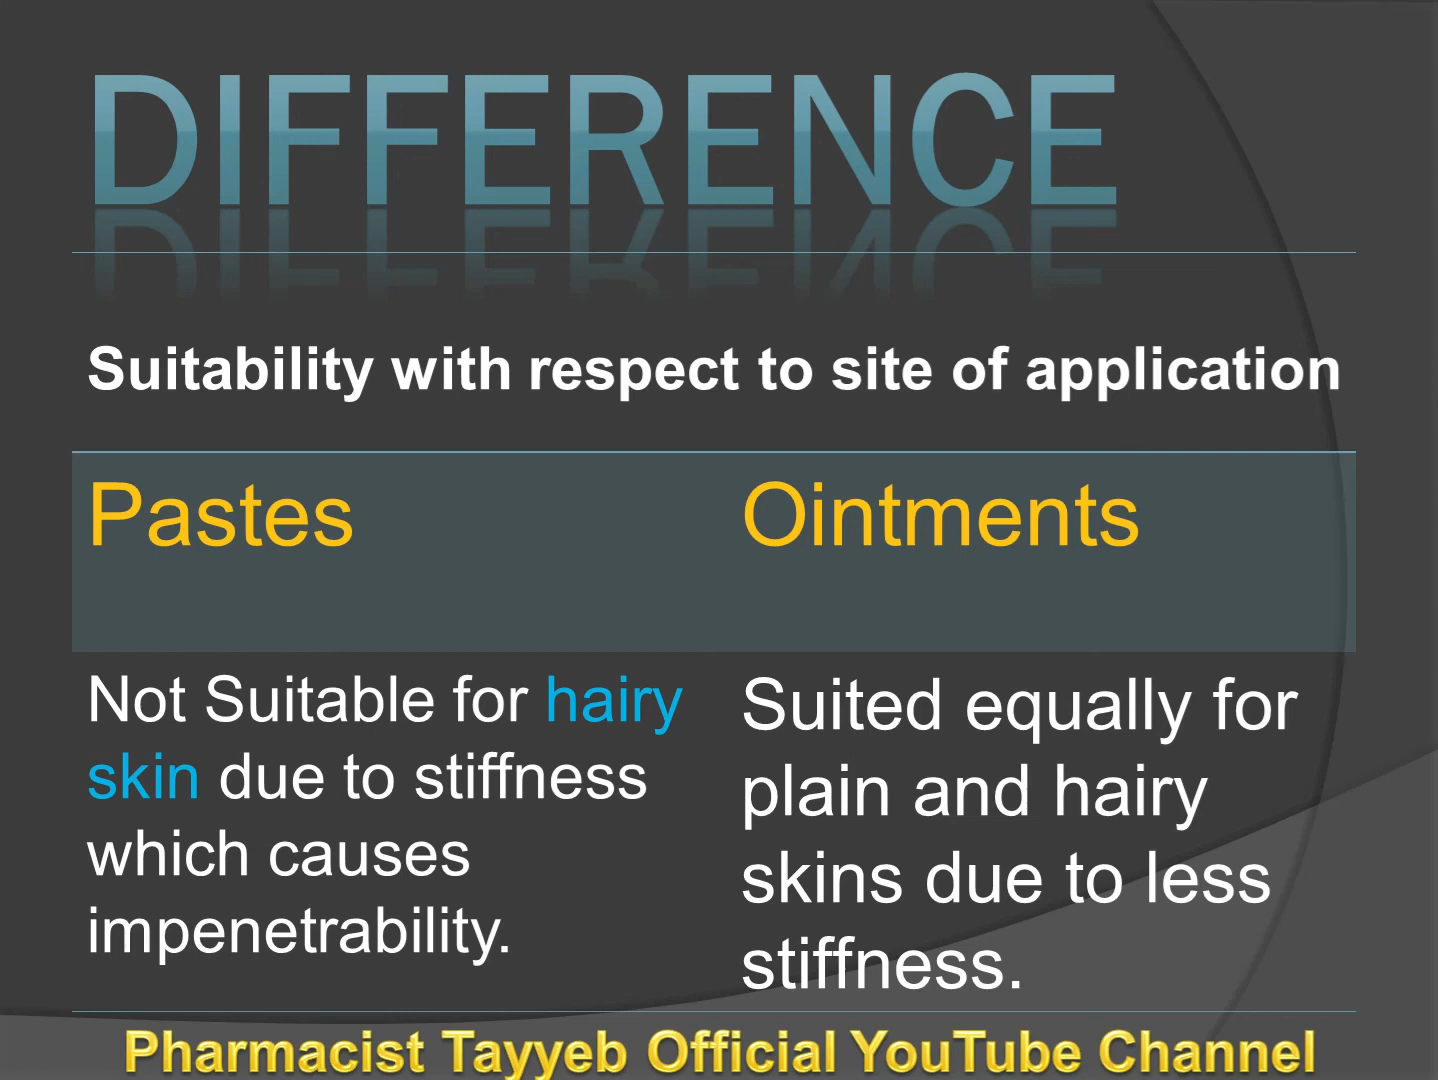 DIFFERENCE
Suitability with respect to site of application
Pastes
Ointments
Not Suitable for hairy
skin due to stiffness
which causes
impenetrability.
Suited equally for
plain and hairy
skins due to less
stiffness.
Pharmacist Tayyeb Official YouTube Channel